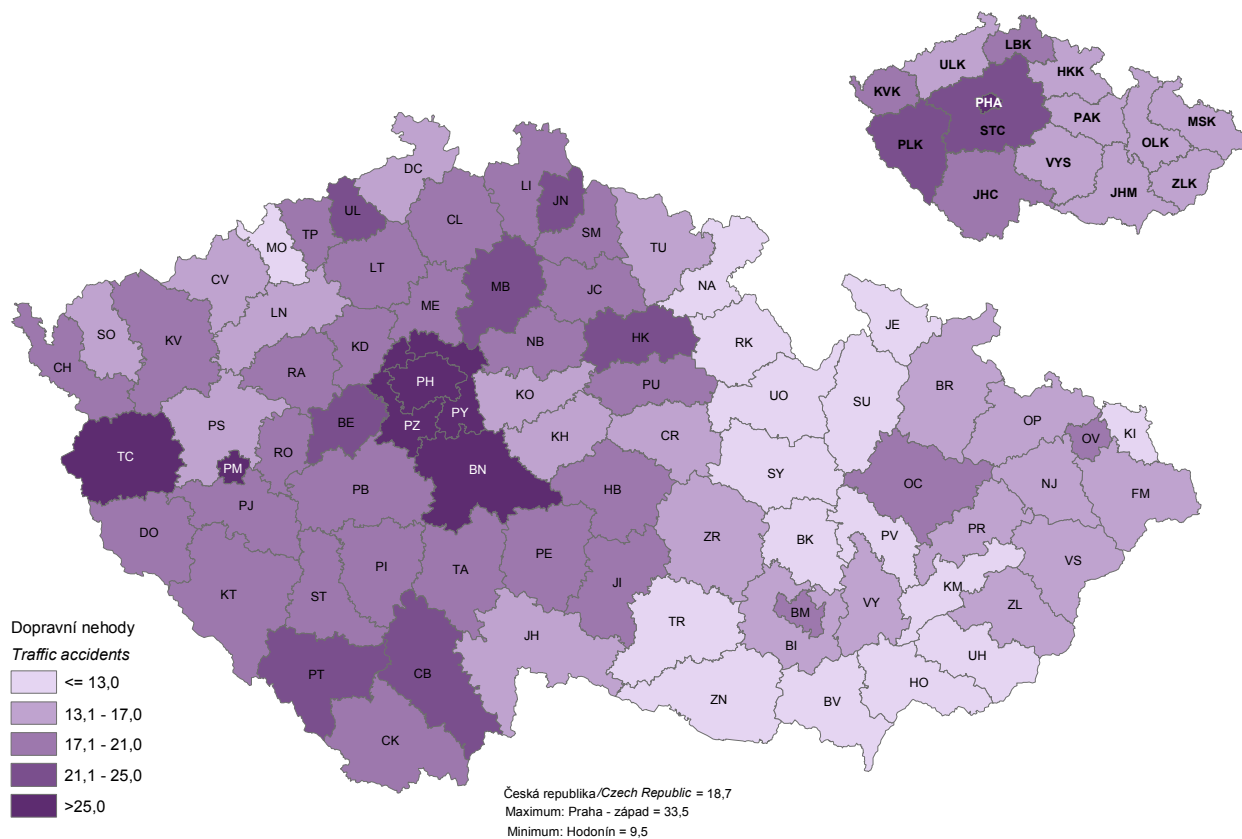 LBK
ULK
HKK
KVK
PHA
PAK
MSK
STC
PLK
OLK
VYS
ZLK
JHC
JHM
DC
LI
JN
UL
CL
SM
TP
TU
MO
LT
CV
MB
NA
JC
ME
LN
JE
SO
KV
HK
RK
KD
NB
CH
RA
PH
PU
BR
KO
UO
SU
PY
BE
PZ
PS
OP
KI
CR
KH
OV
TC
RO
PM
BN
SY
OC
NJ
PB
HB
FM
PJ
PR
DO
ZR
BK
PV
PE
VS
PI
TA
JI
KM
KT
ST
VY
ZL
BM
TR
JH
BI
UH
PT
CB
HO
ZN
BV
CK
Dopravní nehody
Traffic accidents
<= 13,0
13,1 - 17,0
17,1 - 21,0
21,1 - 25,0
>25,0
Česká republika/Czech Republic = 18,7
Maximum: Praha - západ = 33,5
Minimum: Hodonín = 9,5